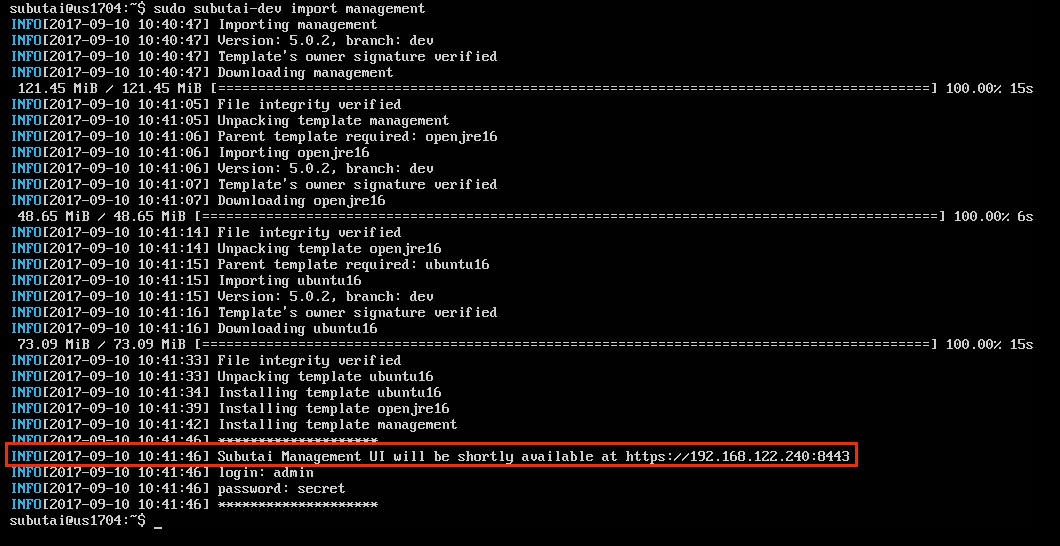 subutai@us1704:~$ sudo subutai-dev import management
INFO[2017-09-10 10:40:47] Importing management
INFO[2017-09-10 10:40:47] Version: 5.0.2, branch: dev
INFO[2017-09-10 10:40:47] Template's owner signature verified
INFO[2017-09-10 10:40:47] Downloading management
121.45 MiB / 121.45 MiB [=========================================================================================] 100.00% 15s
INFO[2017-09-10 10:41:05] File integrity verified
INFO[2017-09-10 10:41:05] Unpacking template management
INFO[2017-09-10 10:41:06] Parent template required: openjre16
INFO[2017-09-10 10:41:06] Importing openjre16
INFO[2017-09-10 10:41:06] Version: 5.0.2, branch: dev
INFO[2017-09-10 10:41:07] Template's owner signature verified
INFO[2017-09-10 10:41:07] Downloading openjre16
48.65 MiB / 48.65 MiB [============================================================================================] 100.00% 6s
INFO[2017-09-10 10:41:14] File integrity verified
INFO[2017-09-10 10:41:14] Unpacking template openjre16
INFO[2017-09-10 10:41:15] Parent template required: ubuntu16
INFO[2017-09-10 10:41:15] Importing ubuntu16
INFO[2017-09-10 10:41:15] Version: 5.0.2, branch: dev
INFO[2017-09-10 10:41:16] Template's owner signature verified
INFO[2017-09-10 10:41:16] Downloading ubuntu16
73.09 MiB / 73.09 MiB [===========================================================================================] 100.00% 15s
INFO[2017-09-10 10:41:33] File integrity verified
INFO[2017-09-10 10:41:33] Unpacking template ubuntu16
INFO[2017-09-10 10:41:34] Installing template ubuntu16
INFO[2017-09-10 10:41:39] Installing template openjre16
INFO[2017-09-10 10:41:42] Installing template management
INFO[2017-09-10 10:41:46] ********************
INFO[2017-09-10 10:41:46] Subutai Management UI will be shortly available at https://192.168.122.240:8443
INFO[2017-09-10 10:41:46] login: admin
INFO[2017-09-10 10:41:46] password: secret
INFO[2017-09-10 10:41:46] ********************
subutai@us1704:~$ _